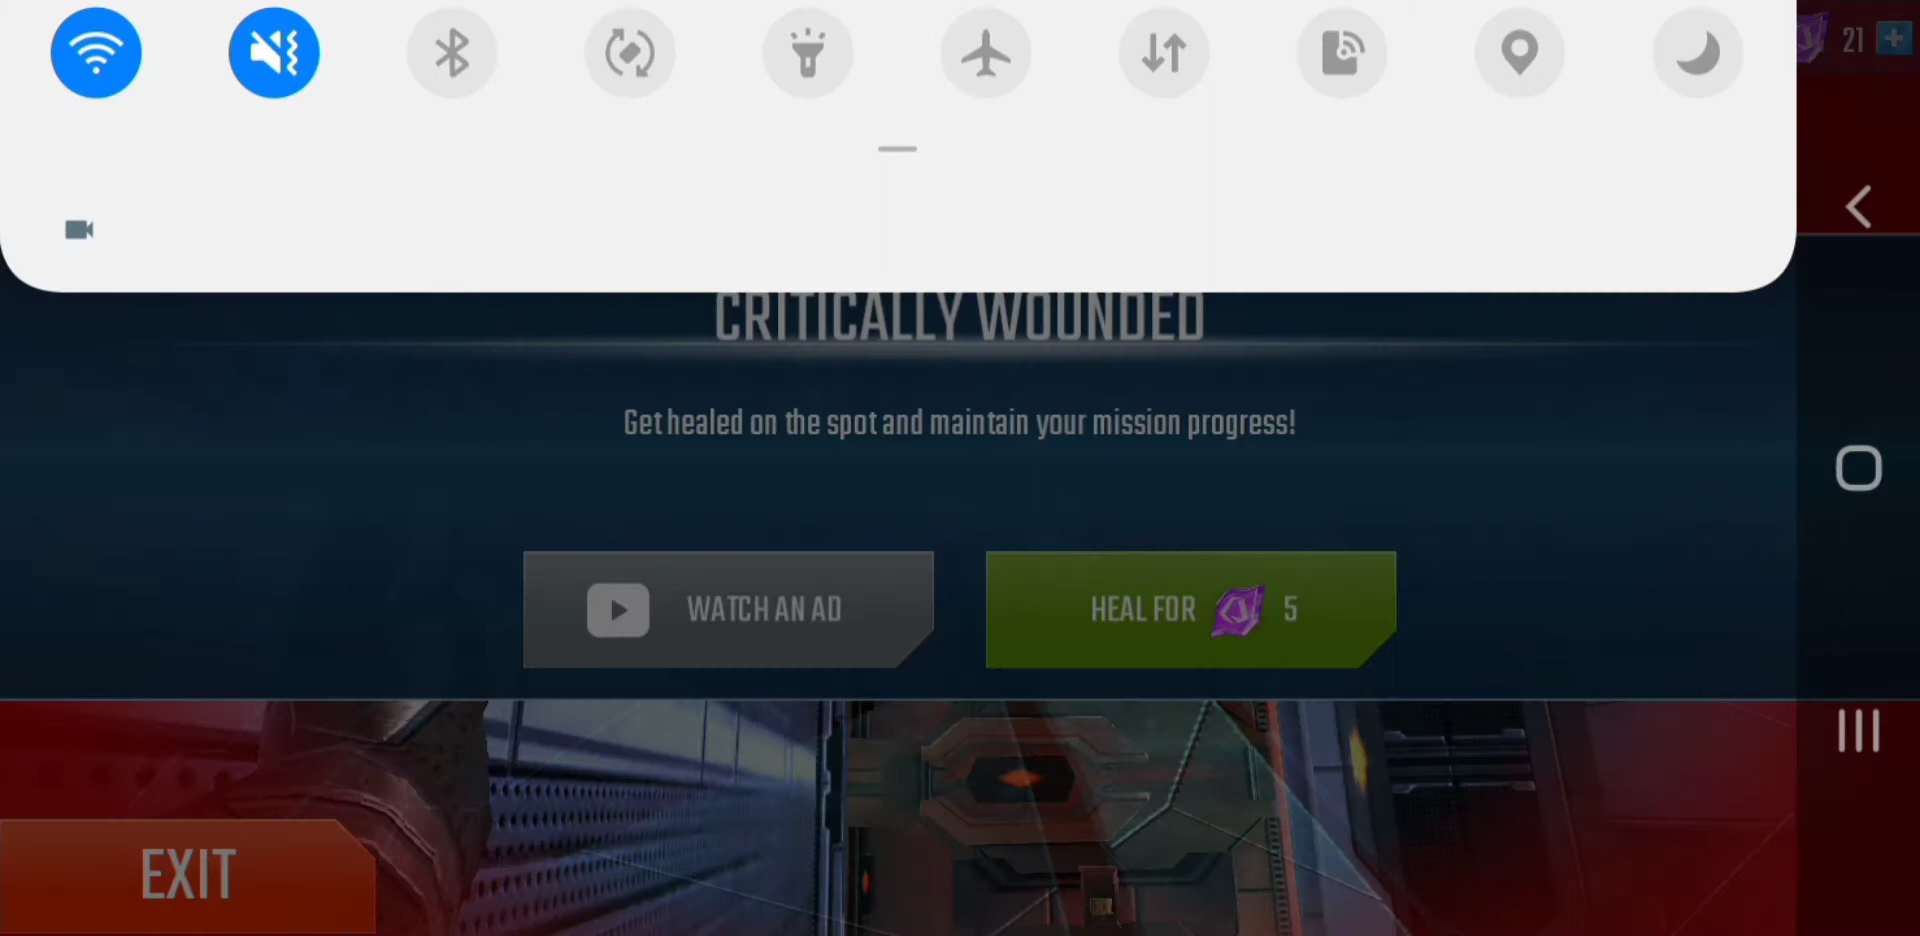 21
CRITICALLY WOUNDED
Get healed on the spot and maintain your mission progress!
WATCH AN AD
HEAL FOR 5
EXIT